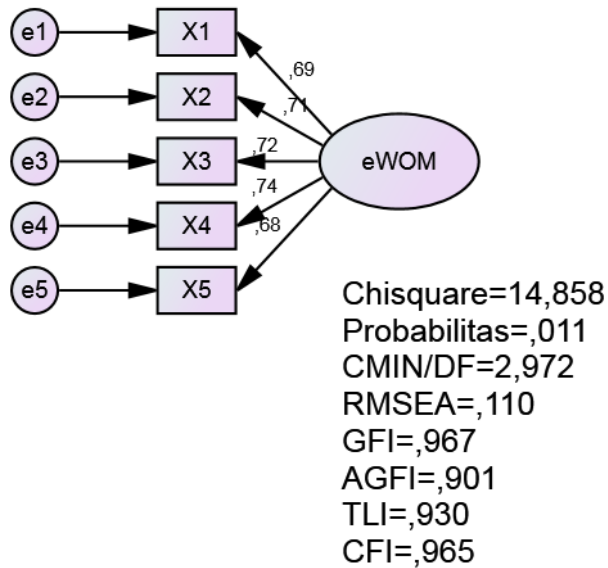 e1
X1
,69
e2
X2
,71
e3
X3
,72
eWOM
,74
e4
X4
,68
e5
X5
Chisquare=14,858
Probabilitas=,011
CMIN/DF=2,972
RMSEA=,110
GFI=,967
AGFI=,901
TLI=,930
CFI=,965